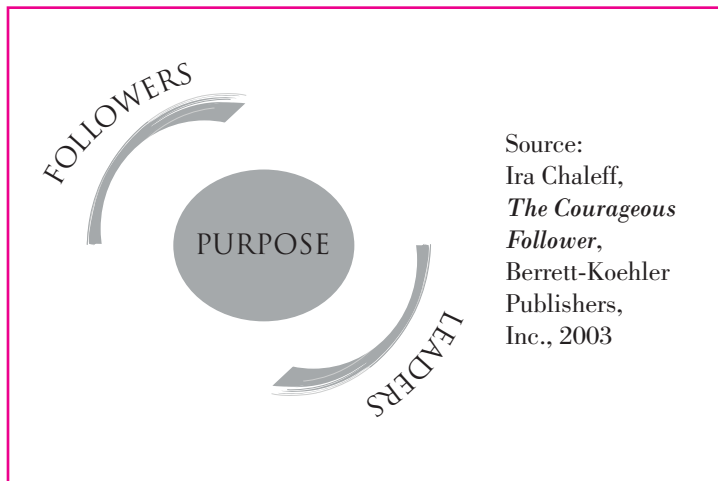 FOLLOWERS
PURPOSE
LEADERS
Source:
Ira Chaleff,
The Courageous
Follower,
Berrett-Koehler
Publishers,
Inc., 2003